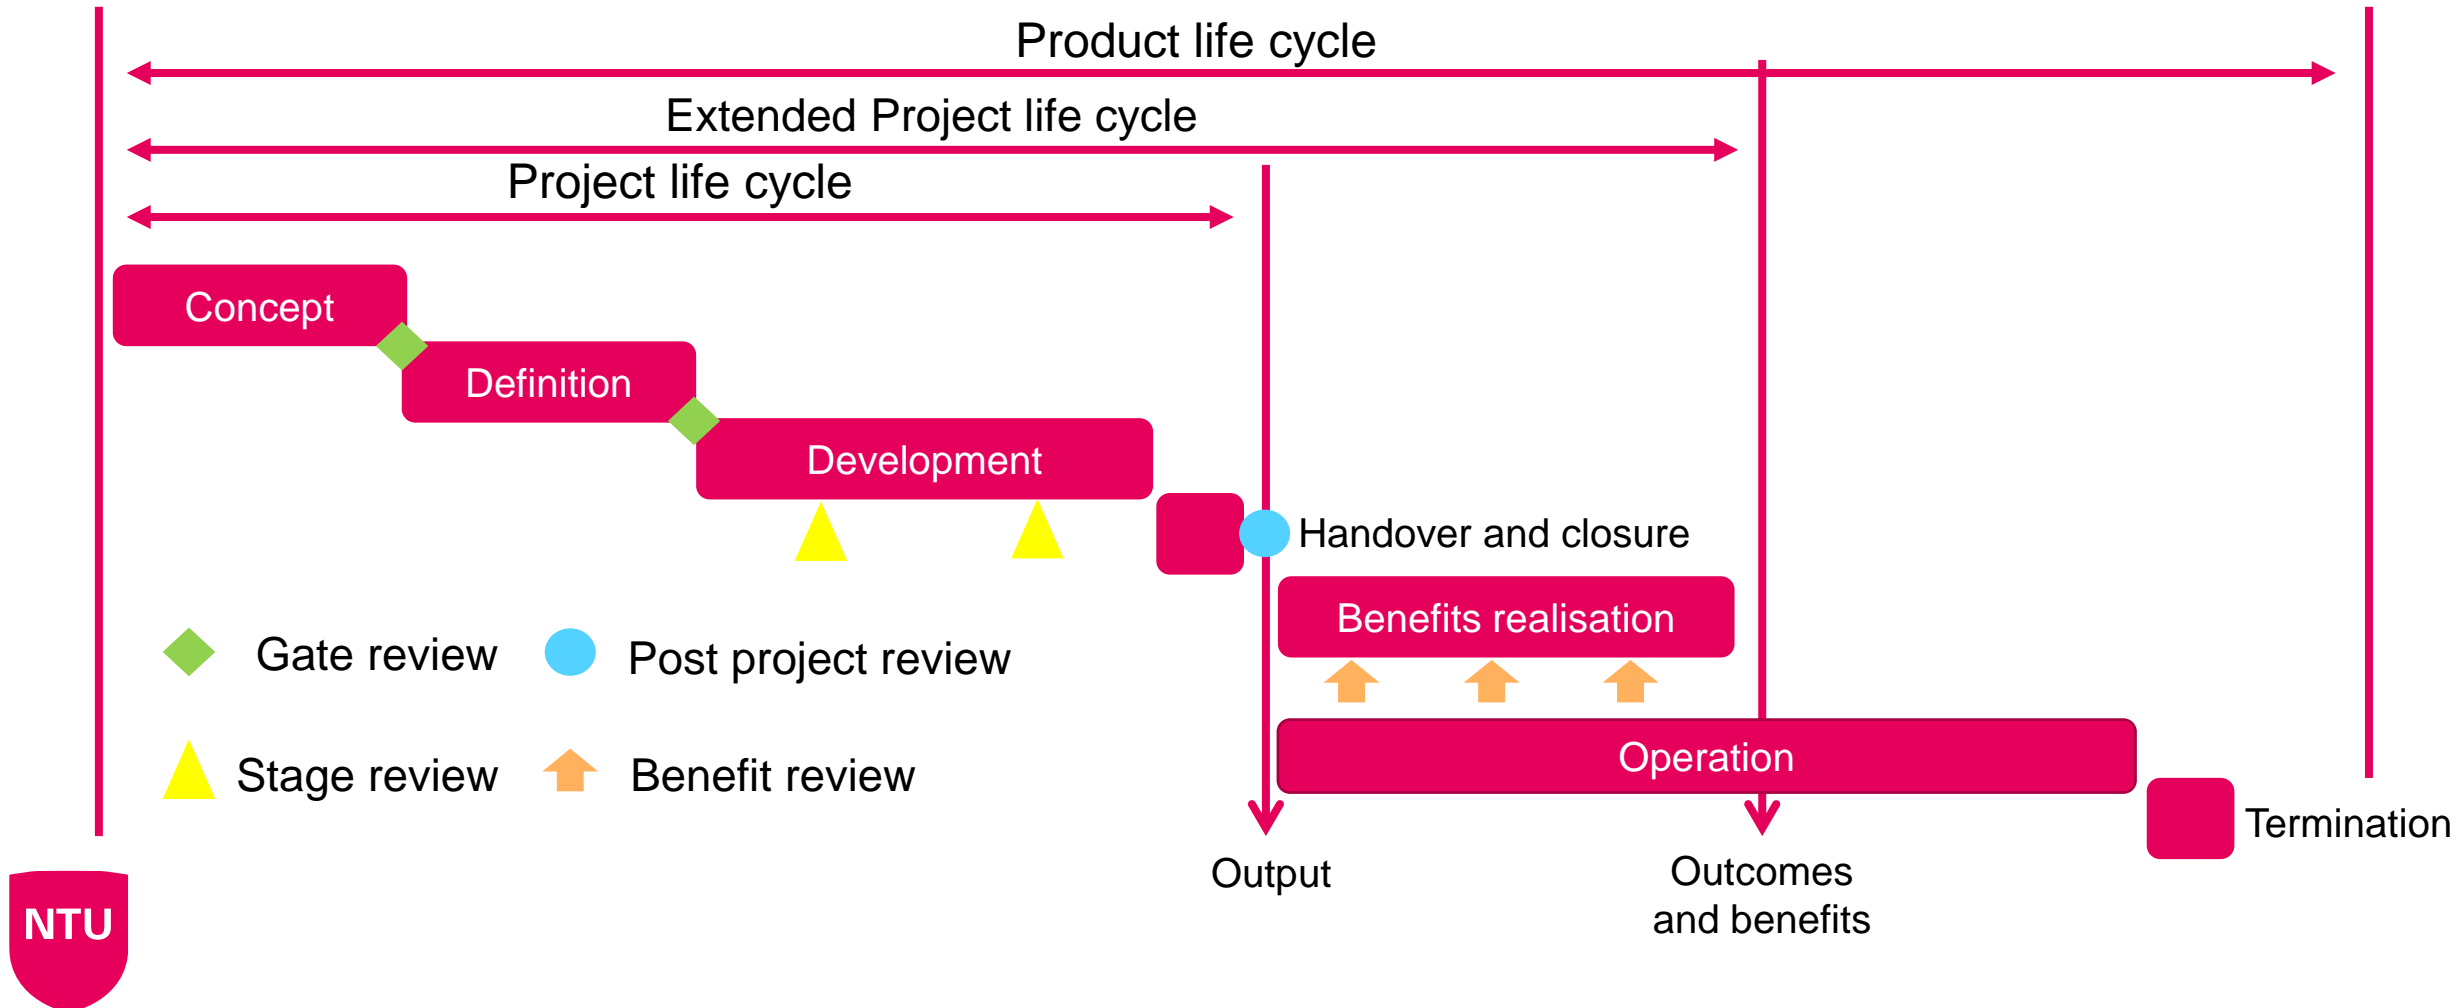 Product life cycle
Extended Project life cycle
Project life cycle
Concept
Definition
Development
Handover and closure
Benefits realisation
Gate review
Post project review
Stage review
Benefit review
Operation
Termination
Output
Outcomes
and benefits
NTU